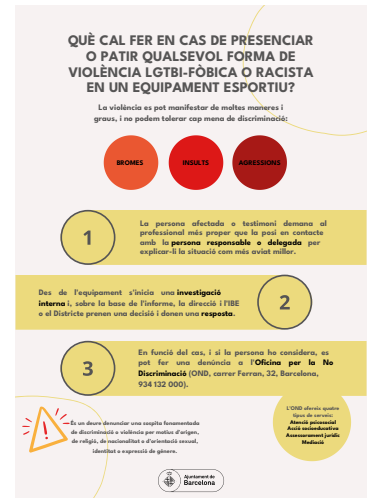 QUÈ CAL FER EN CAS DE PRESENCIAR
O PATIR QUALSEVOL FORMA DE
VIOLÈNCIA LGTBI-FÒBICA O RACISTA
EN UN EQUIPAMENT ESPORTIU?
La violència es pot manifestar de moltes maneres i
graus, i no podem tolerar cap mena de discriminació:
BROMES
INSULTS
AGRESSIONS
1
La persona afectada o testimoni demana al
professional més proper que la posi en contacte
amb la persona responsable o delegada per
explicar-li la situació com més aviat millor.
Des de l'equipament s'inicia una investigació
interna i, sobre la base de l'informe, la direcció i l'IBE
o el Districte prenen una decisió i donen una resposta.
2
3
En funció del cas, i si la persona ho considera, es
pot fer una denúncia a l'Oficina per la No
Discriminació (OND, carrer Ferran, 32, Barcelona,
934 132 000).
És un deure denunciar una sospita fonamentada
de discriminació o violència per motius d'origen,
de religió, de nacionalitat o d'orientació sexual,
identitat o expressió de gènere.
L'OND ofereix quatre
tipus de serveis:
Atenció psicosocial
Acció socioeducativa
Assessorament jurídic
Mediació
Ajuntament de
Barcelona